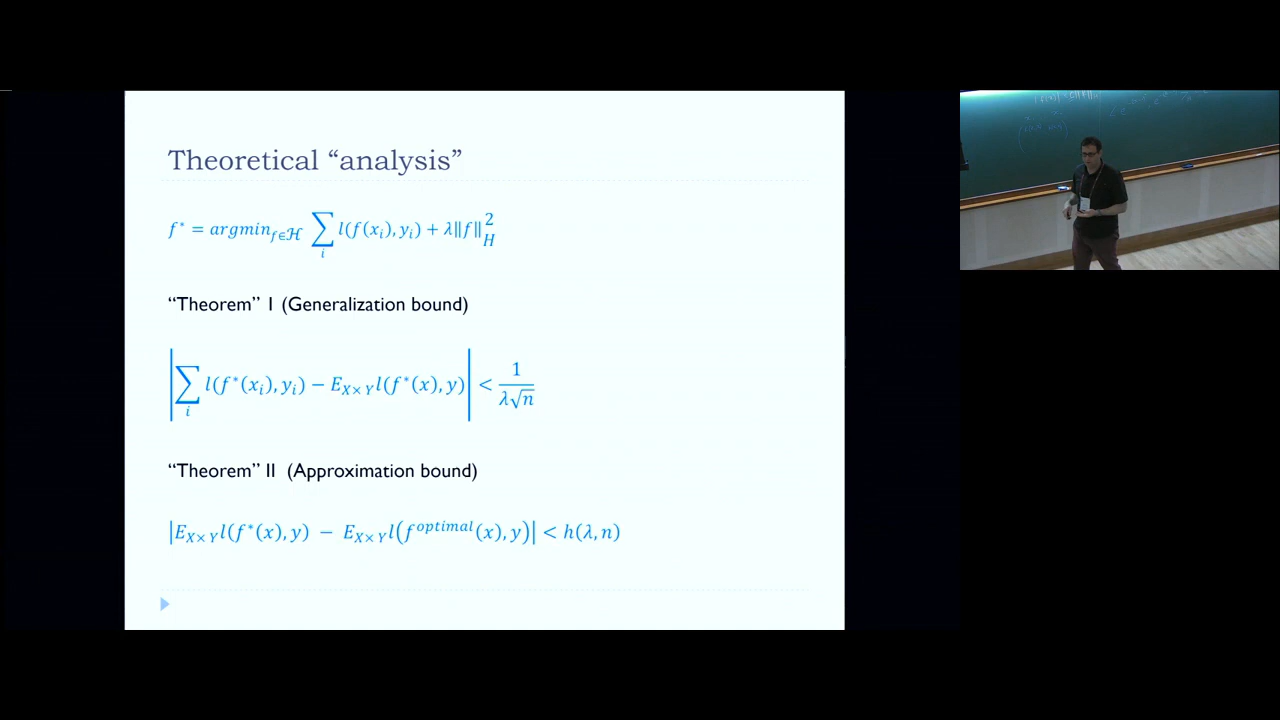 Theoretical “analysis”
f* = argmin_{f∈ℋ} ∑_i l(f(x_i), y_i) + λ‖f‖²_H
“Theorem” I (Generalization bound)
|∑_i l(f*(x_i), y_i) − E_{X×Y} l(f*(x), y)| < 1/(λ√n)
“Theorem” II (Approximation bound)
|E_{X×Y} l(f*(x), y) − E_{X×Y} l(f^{optimal}(x), y)| < h(λ, n)